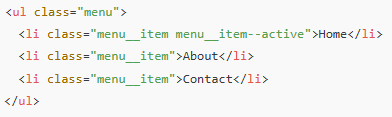 <ul class="menu">
  <li class="menu__item menu__item--active">Home</li>
  <li class="menu__item">About</li>
  <li class="menu__item">Contact</li>
</ul>